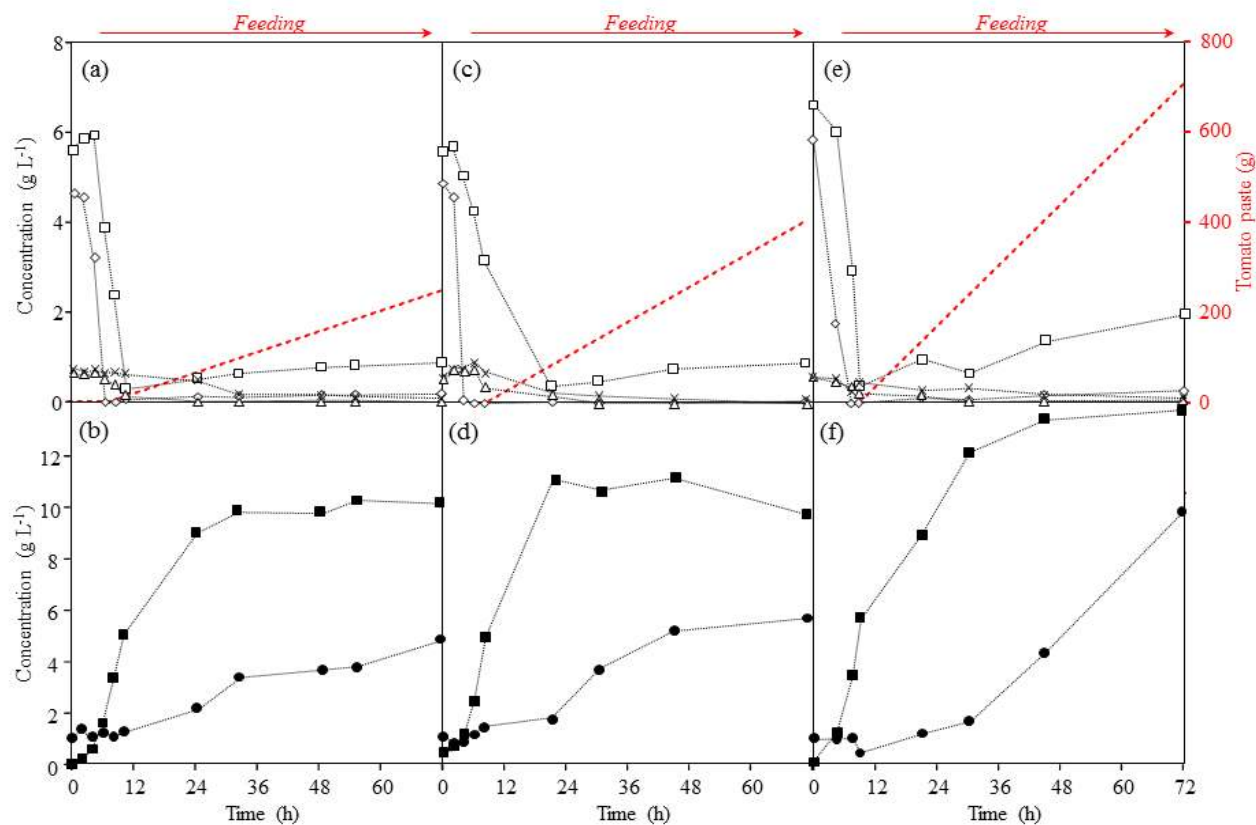 Feeding Feeding Feeding
(a) (c) (e)
8 800
6 600
4 400
2 200
0 0
Concentration (g L-1)
Tomato paste (g)
(b) (d) (f)
12
10
8
6
4
2
0
Concentration (g L-1)
0 12 24 36 48 60 0 12 24 36 48 60 0 12 24 36 48 60 72
Time (h) Time (h) Time (h)